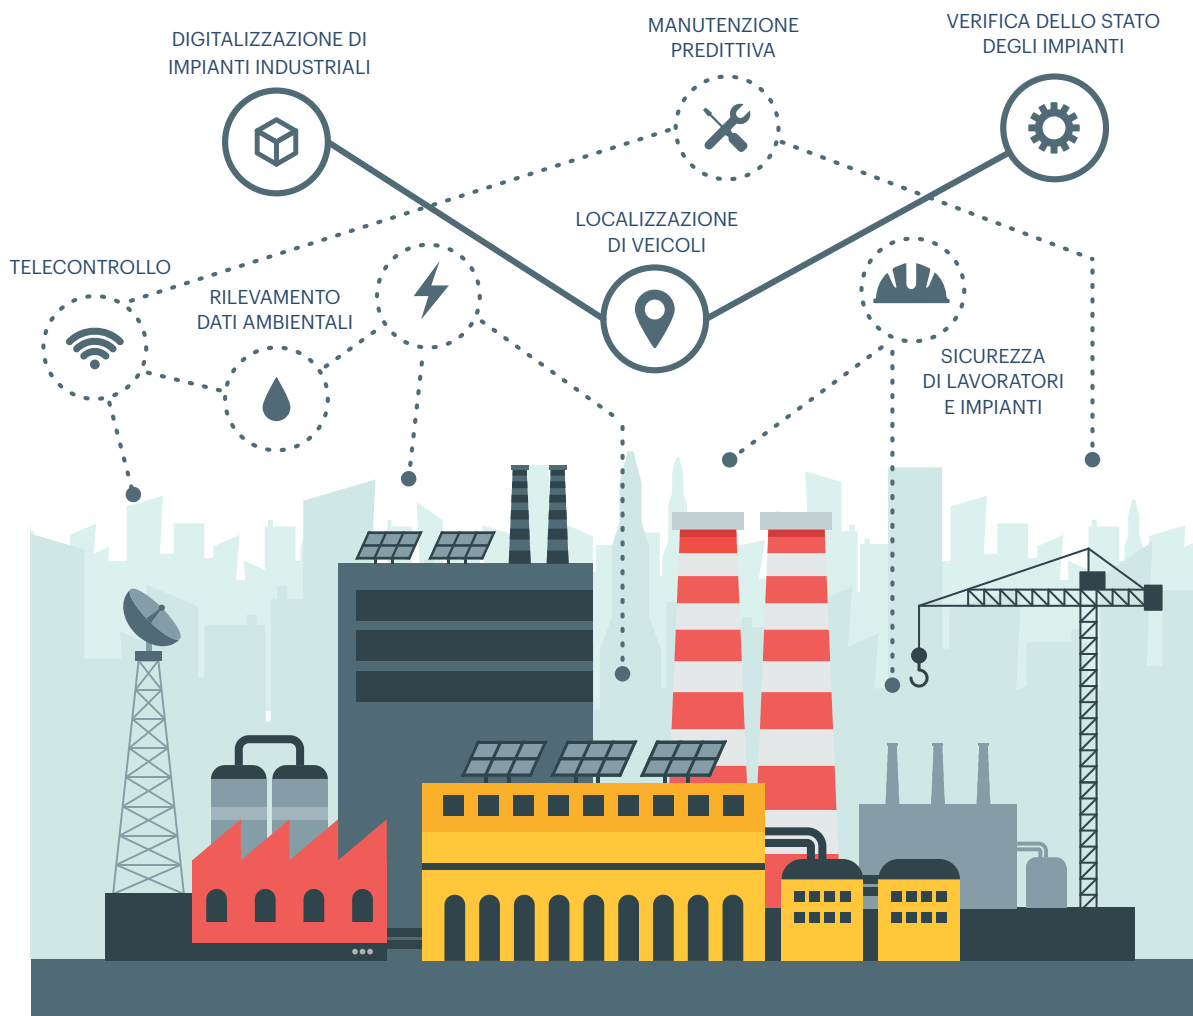 DIGITALIZZAZIONE DI
IMPIANTI INDUSTRIALI
MANUTENZIONE
PREDITTIVA
VERIFICA DELLO STATO
DEGLI IMPIANTI
LOCALIZZAZIONE
DI VEICOLI
TELECONTROLLO
RILEVAMENTO
DATI AMBIENTALI
SICUREZZA
DI LAVORATORI
E IMPIANTI